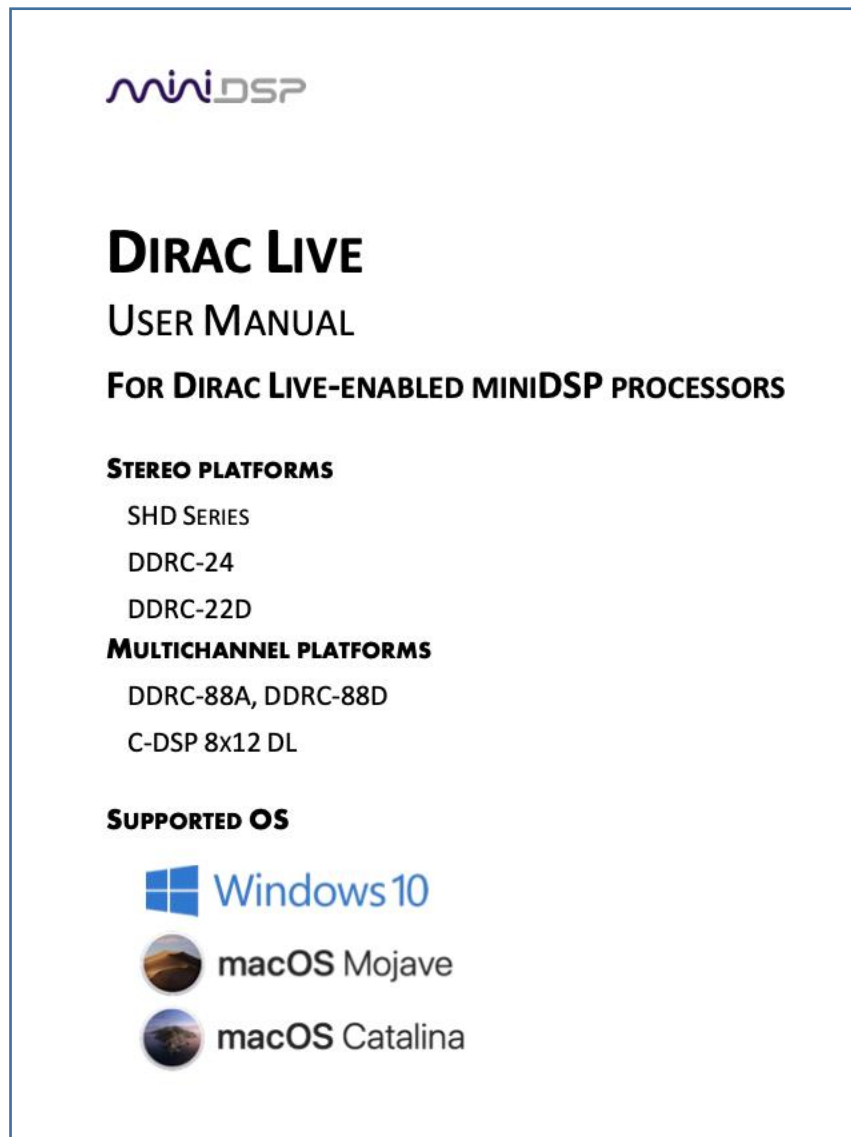 miniDSP
DIRAC LIVE
USER MANUAL
FOR DIRAC LIVE-ENABLED MINIDSP PROCESSORS
STEREO PLATFORMS
SHD SERIES
DDRC-24
DDRC-22D
MULTICHANNEL PLATFORMS
DDRC-88A, DDRC-88D
C-DSP 8X12 DL
SUPPORTED OS
Windows 10
macOS Mojave
macOS Catalina